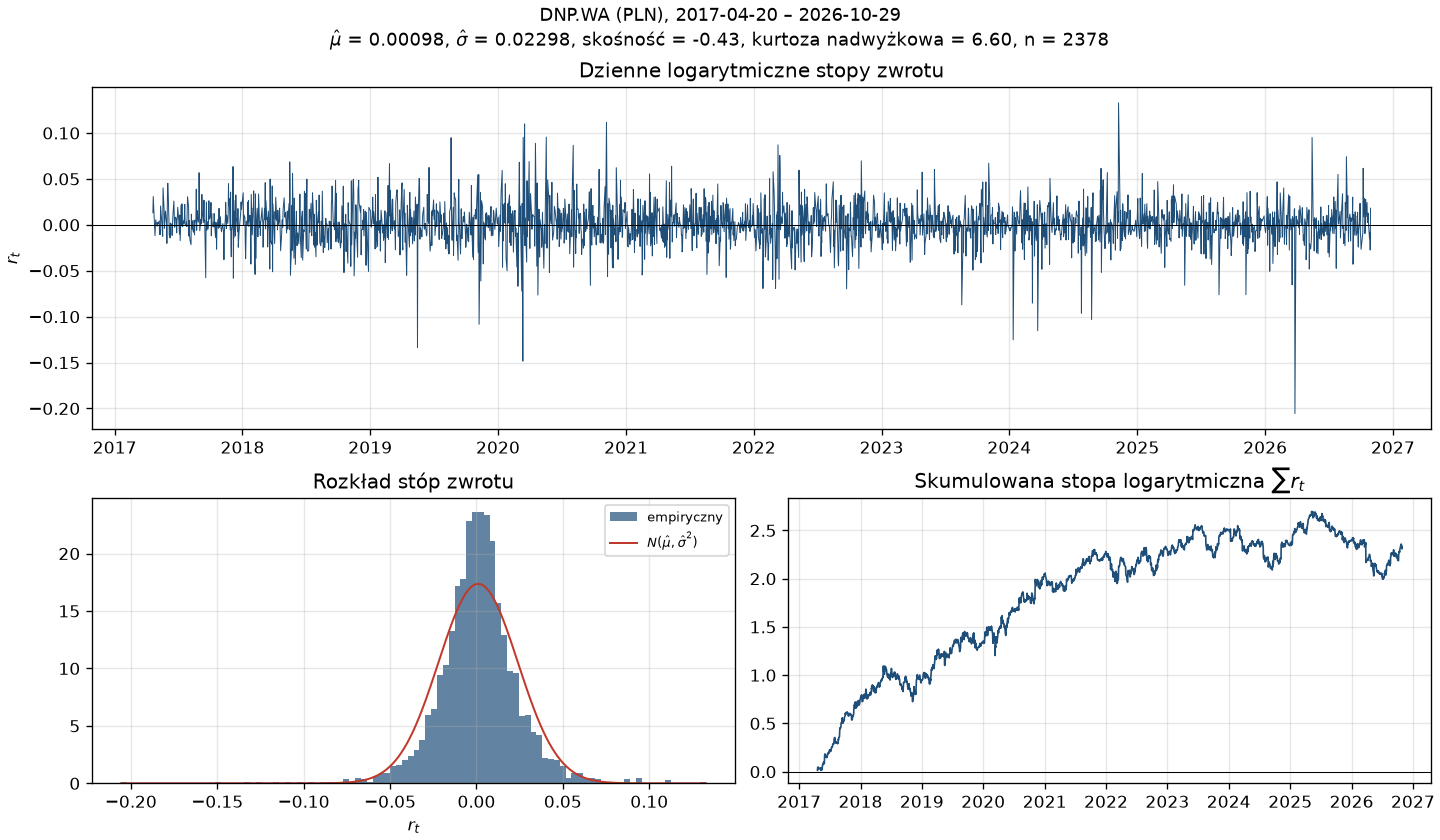 DNP.WA (PLN), 2017-04-20 – 2026-10-29
μ̂ = 0.00098, σ̂ = 0.02298, skośność = -0.43, kurtoza nadwyżkowa = 6.60, n = 2378
Dzienne logarytmiczne stopy zwrotu
0.10
0.05
0.00
−0.05
−0.10
−0.15
−0.20
r_t
2017 2018 2019 2020 2021 2022 2023 2024 2025 2026 2027
Rozkład stóp zwrotu
empiryczny
N(μ̂, σ̂²)
20
15
10
5
0
−0.20 −0.15 −0.10 −0.05 0.00 0.05 0.10
r_t
Skumulowana stopa logarytmiczna ∑r_t
2.5
2.0
1.5
1.0
0.5
0.0
2017 2018 2019 2020 2021 2022 2023 2024 2025 2026 2027